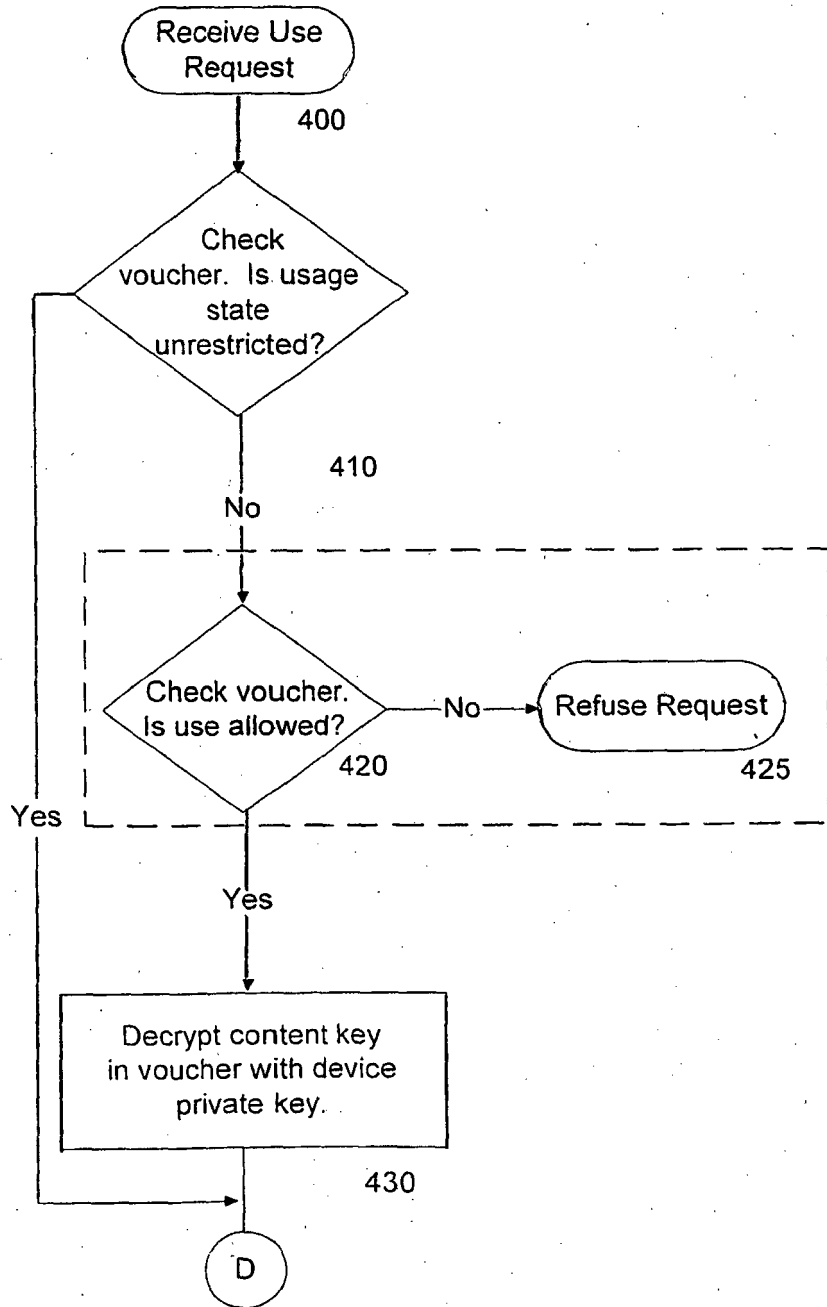 Receive Use
Request
400
Check
voucher. Is usage
state
unrestricted?
410
No
Check voucher.
Is use allowed?
No
Refuse Request
420
425
Yes
Yes
Decrypt content key
in voucher with device
private key.
430
D